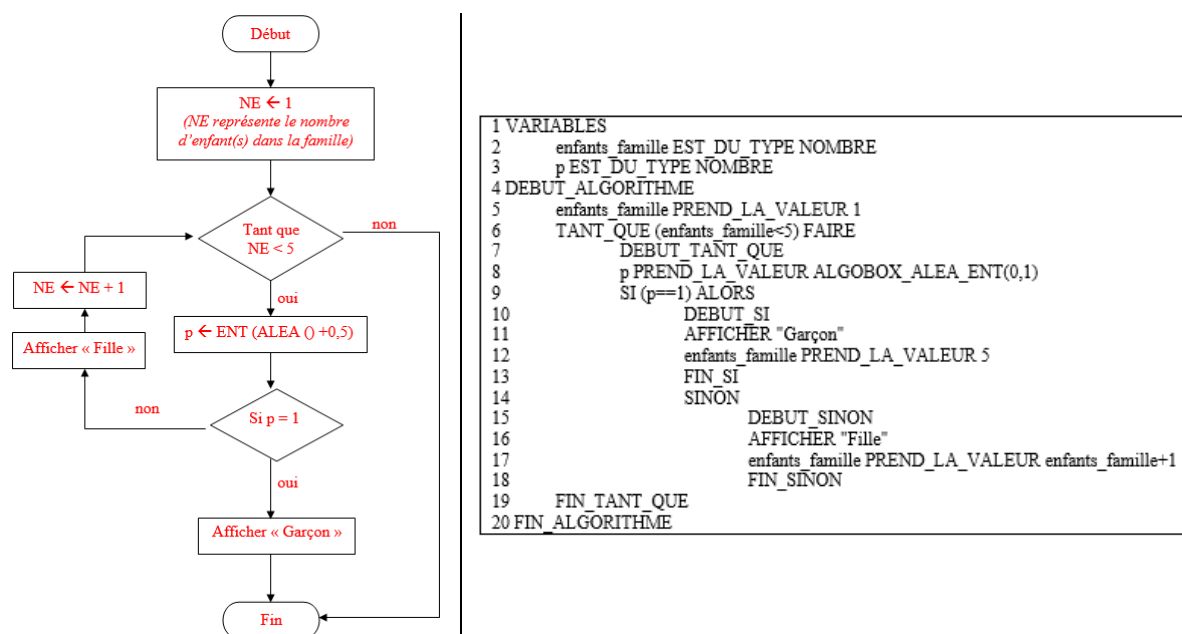 Début
NE ← 1
(NE représente le nombre
d'enfant(s) dans la famille)
Tant que
NE < 5
non
NE ← NE + 1
oui
p ← ENT (ALEA () +0,5)
Afficher « Fille »
non
Si p = 1
oui
Afficher « Garçon »
Fin
1 VARIABLES
2 enfants_famille EST_DU_TYPE NOMBRE
3 p EST_DU_TYPE NOMBRE
4 DEBUT_ALGORITHME
5 enfants_famille PREND_LA_VALEUR 1
6 TANT_QUE (enfants_famille<5) FAIRE
7 DEBUT_TANT_QUE
8 p PREND_LA_VALEUR ALGOBOX_ALEA_ENT(0,1)
9 SI (p==1) ALORS
10 DEBUT_SI
11 AFFICHER "Garçon"
12 enfants_famille PREND_LA_VALEUR 5
13 FIN_SI
14 SINON
15 DEBUT_SINON
16 AFFICHER "Fille"
17 enfants_famille PREND_LA_VALEUR enfants_famille+1
18 FIN_SINON
19 FIN_TANT_QUE
20 FIN_ALGORITHME